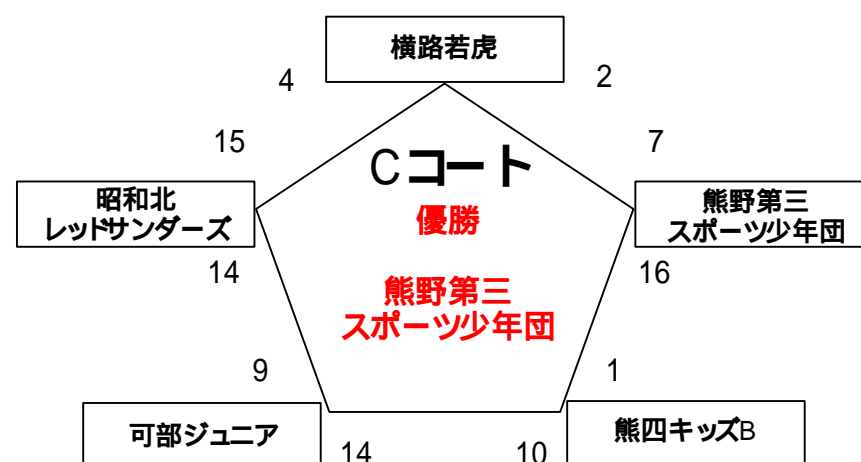 横路若虎
4
2
15
7
Cコート
昭和北
レッドサンダーズ
優勝
熊野第三
スポーツ少年団
14
16
熊野第三
スポーツ少年団
9
1
可部ジュニア
熊四キッズB
14
10